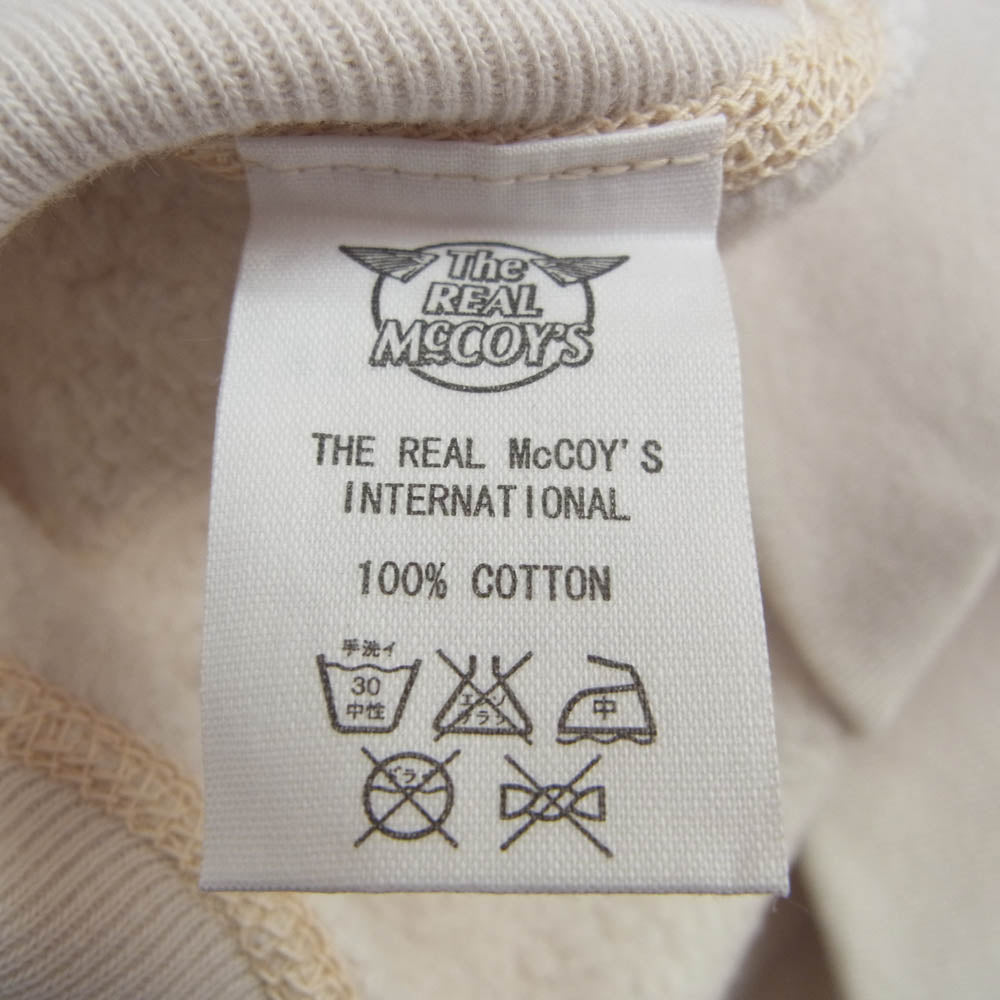 The
REAL
McCOY'S
THE REAL McCOY'S
INTERNATIONAL
100% COTTON
手洗イ
30
中性
エンソ
サラシ
中
ドライ